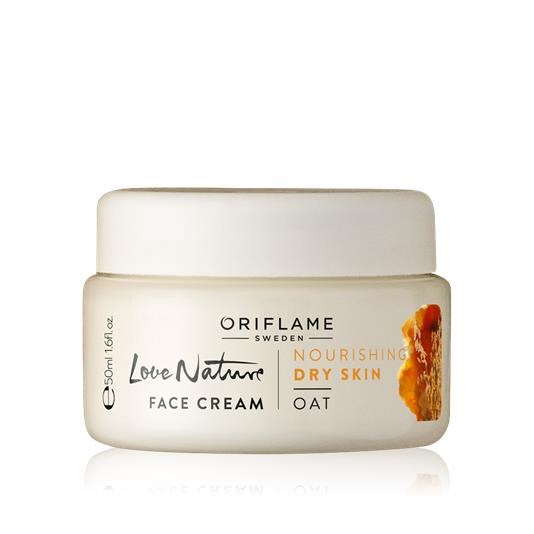 ORIFLAME
SWEDEN
Love Nature
FACE CREAM
NOURISHING
DRY SKIN
OAT
℮50ml 1.6fl.oz.